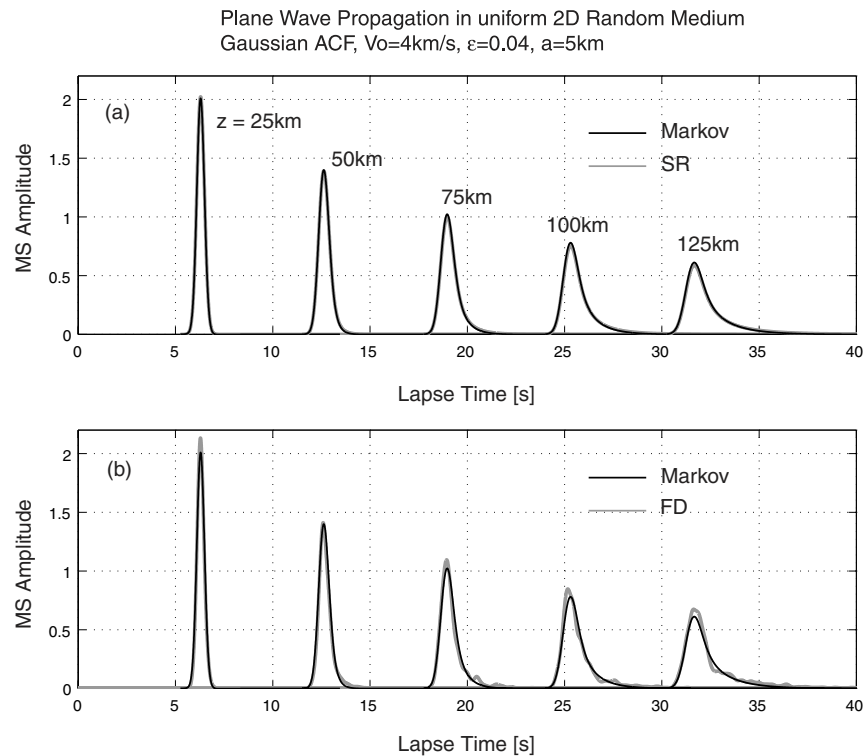 Plane Wave Propagation in uniform 2D Random Medium
Gaussian ACF, Vo=4km/s, ε=0.04, a=5km
(a)
z = 25km
50km
75km
100km
125km
Markov
SR
MS Amplitude
2
1.5
1
0.5
0
0 5 10 15 20 25 30 35 40
Lapse Time [s]
(b)
Markov
FD
MS Amplitude
2
1.5
1
0.5
0
0 5 10 15 20 25 30 35 40
Lapse Time [s]